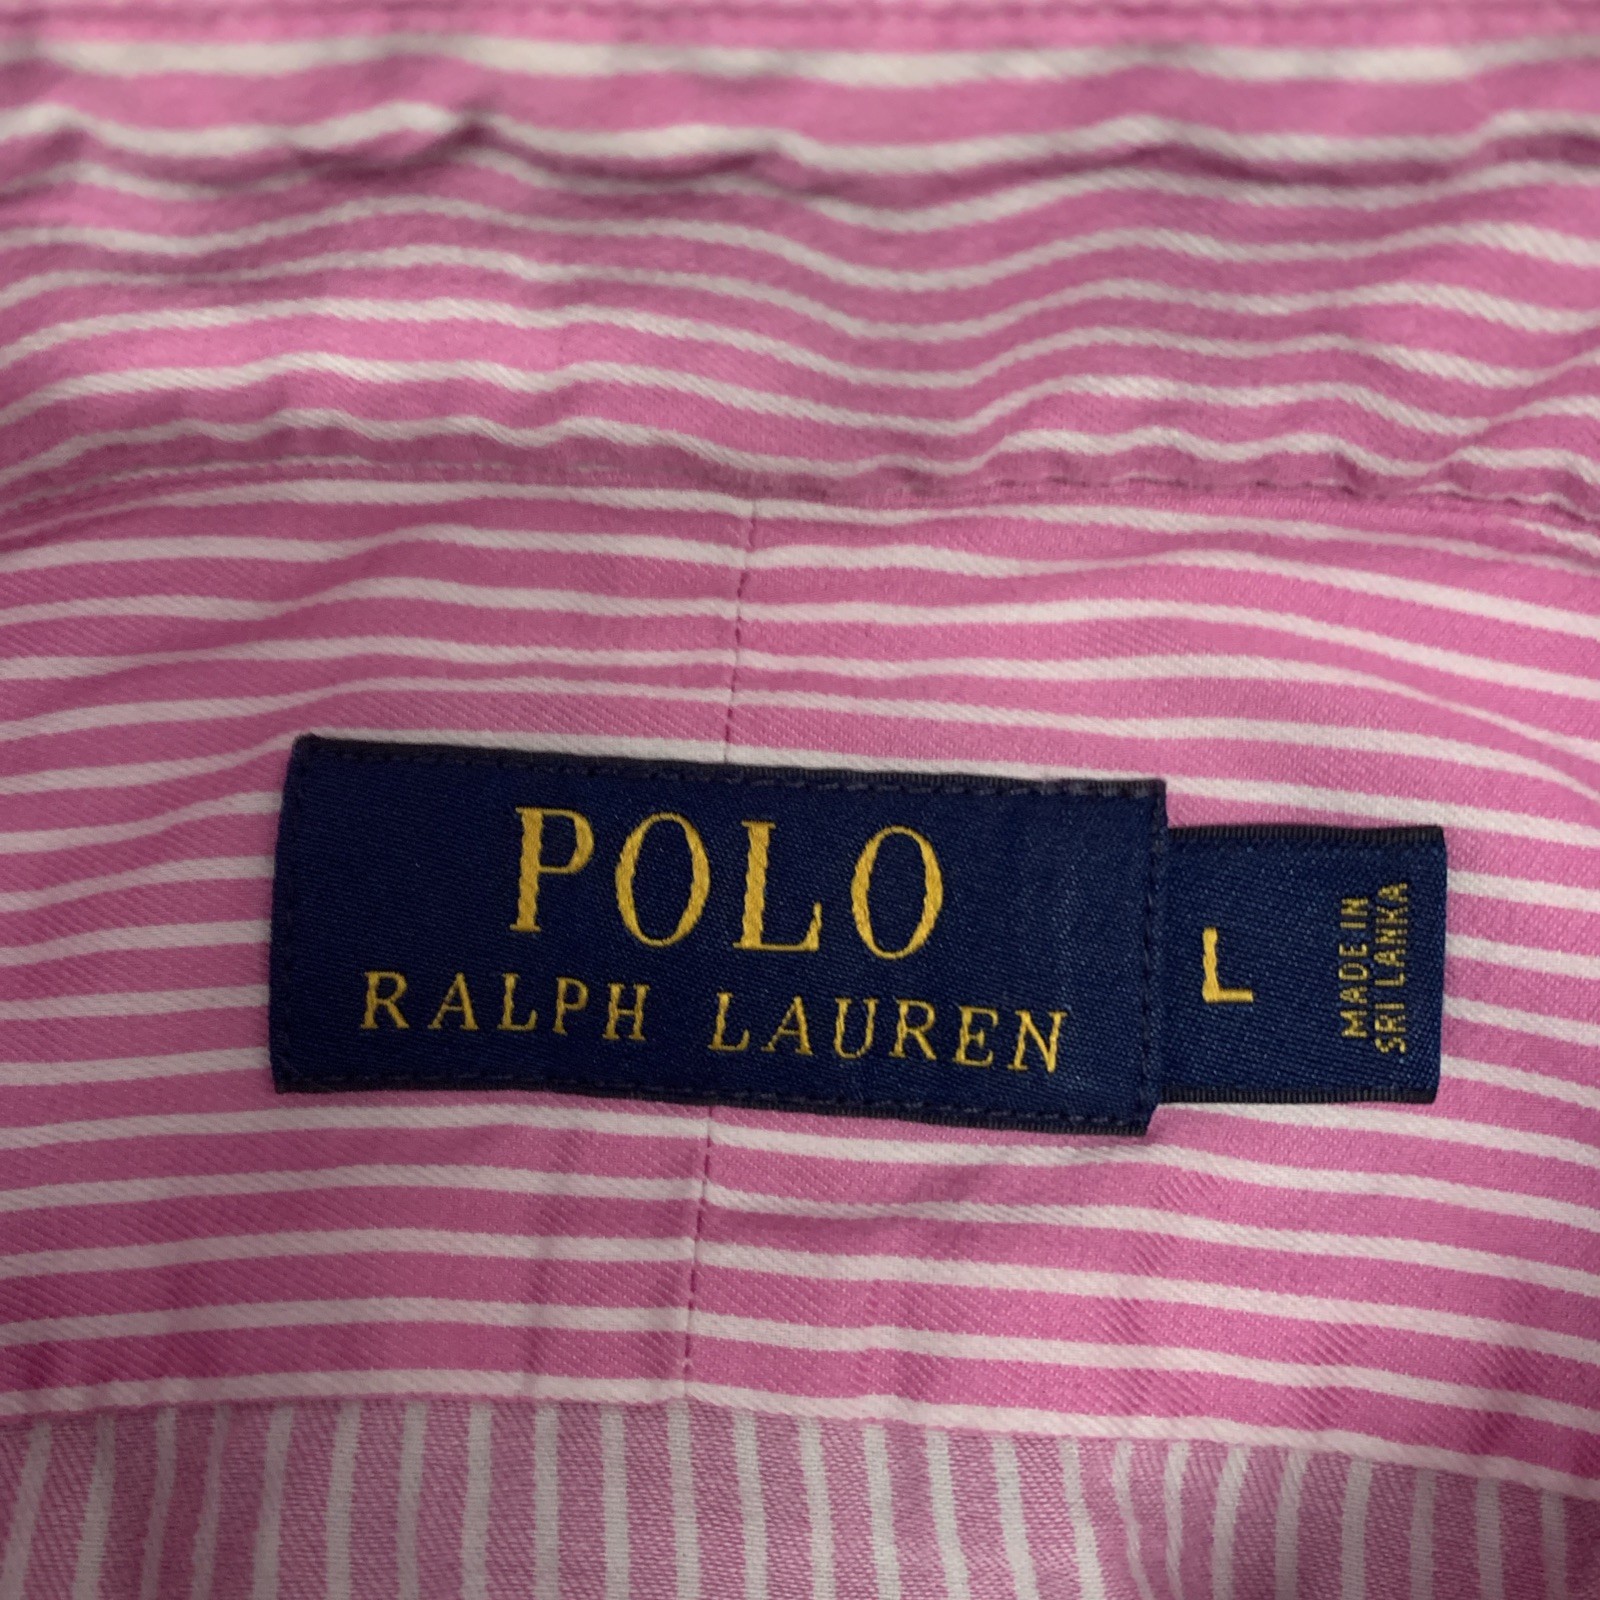 POLO
RALPH LAUREN
L
MADE IN
SRI LANKA